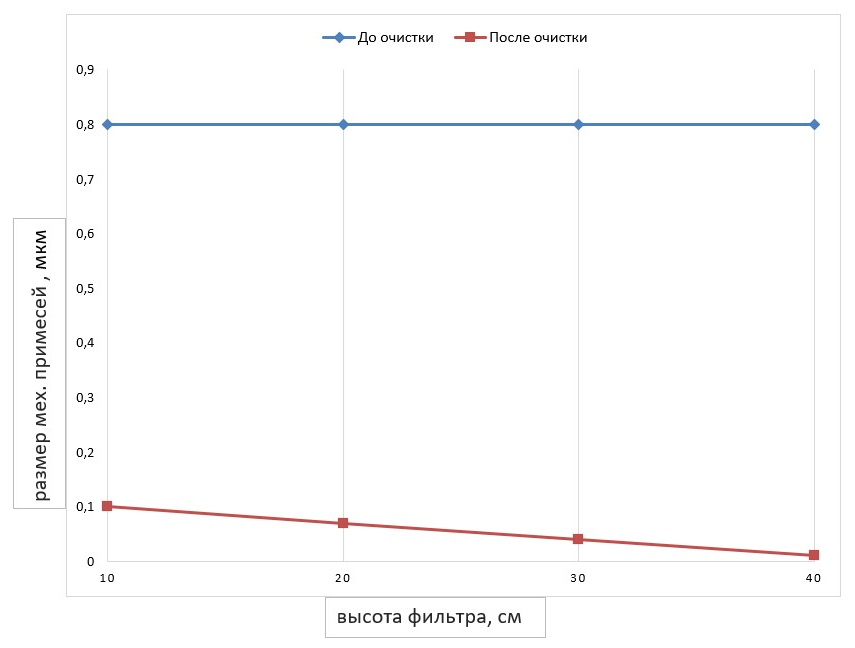 До очистки После очистки
0,9
0,8
0,7
0,6
0,5
0,4
0,3
0,2
0,1
0
10 20 30 40
размер мех. примесей , мкм
высота фильтра, см